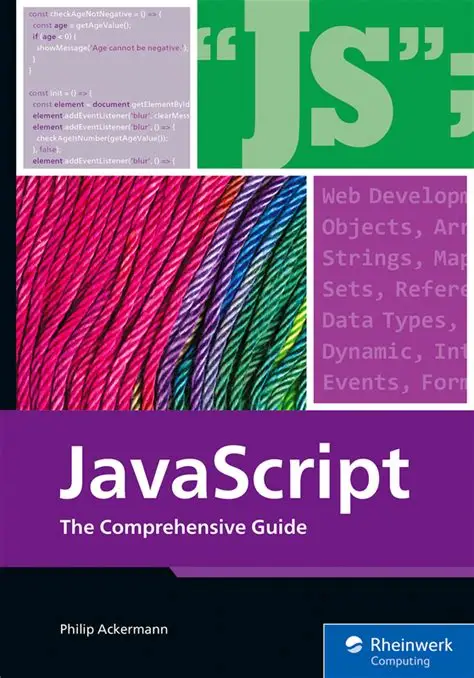 const checkAgeNotNegative = () => {
const age = getAgeValue();
if (age < 0) {
showMessage('Age cannot be negative.');
}
}
const init = () => {
const element = document.getElementById
element.addEventListener('blur', clearMess
element.addEventListener('blur', () => {
checkAgeIsNumber(getAgeValue());
}, false);
element.addEventListener('blur', () => {
"JS";
Web Developm
Objects, Arr
Strings, Map
Sets, Refere
Data Types,
Dynamic, Int
Events, Form
JavaScript
The Comprehensive Guide
Philip Ackermann
Rheinwerk
Computing